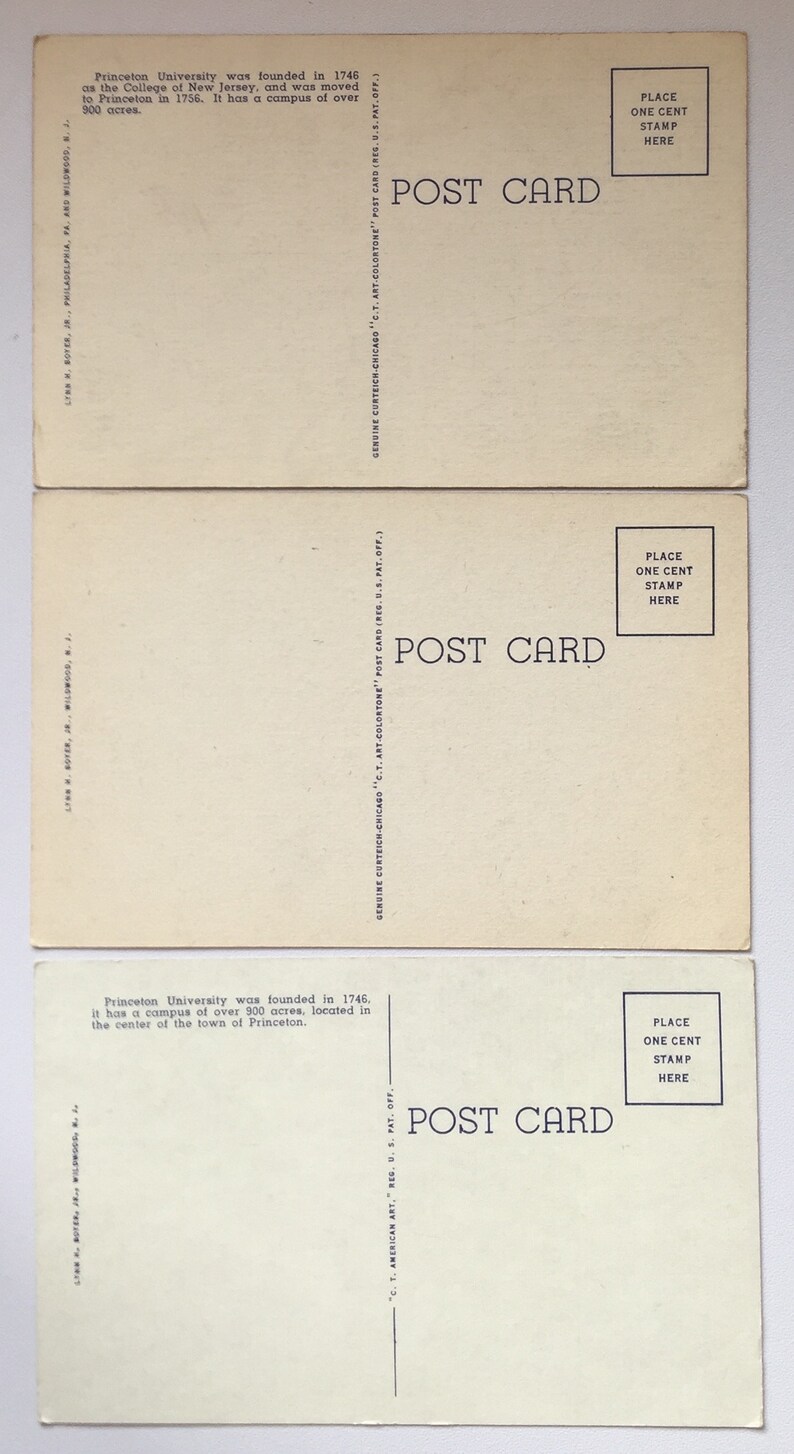 Princeton University was founded in 1746
as the College of New Jersey, and was moved
to Princeton in 1756. It has a campus of over
900 acres.
LYNN H. BOYER, JR., PHILADELPHIA, PA. AND WILDWOOD, N. J.
GENUINE CURTEICH-CHICAGO "C.T. ART-COLORTONE" POST CARD (REG. U.S. PAT. OFF.)
POST CARD
PLACE
ONE CENT
STAMP
HERE
LYNN H. BOYER, JR., WILDWOOD, N. J.
GENUINE CURTEICH-CHICAGO "C.T. ART-COLORTONE" POST CARD (REG. U.S. PAT. OFF.)
POST CARD
PLACE
ONE CENT
STAMP
HERE
Princeton University was founded in 1746,
it has a campus of over 900 acres, located in
the center of the town of Princeton.
LYNN H. BOYER, JR., WILDWOOD, N. J.
"C. T. AMERICAN ART," REG. U. S. PAT. OFF.
POST CARD
PLACE
ONE CENT
STAMP
HERE